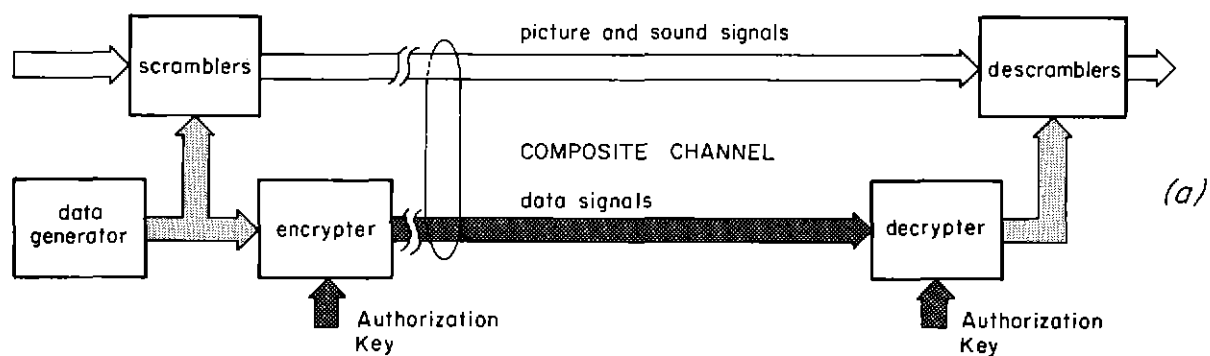 picture and sound signals
scramblers
descramblers
COMPOSITE CHANNEL
(a)
data signals
data
generator
encrypter
decrypter
Authorization
Key
Authorization
Key